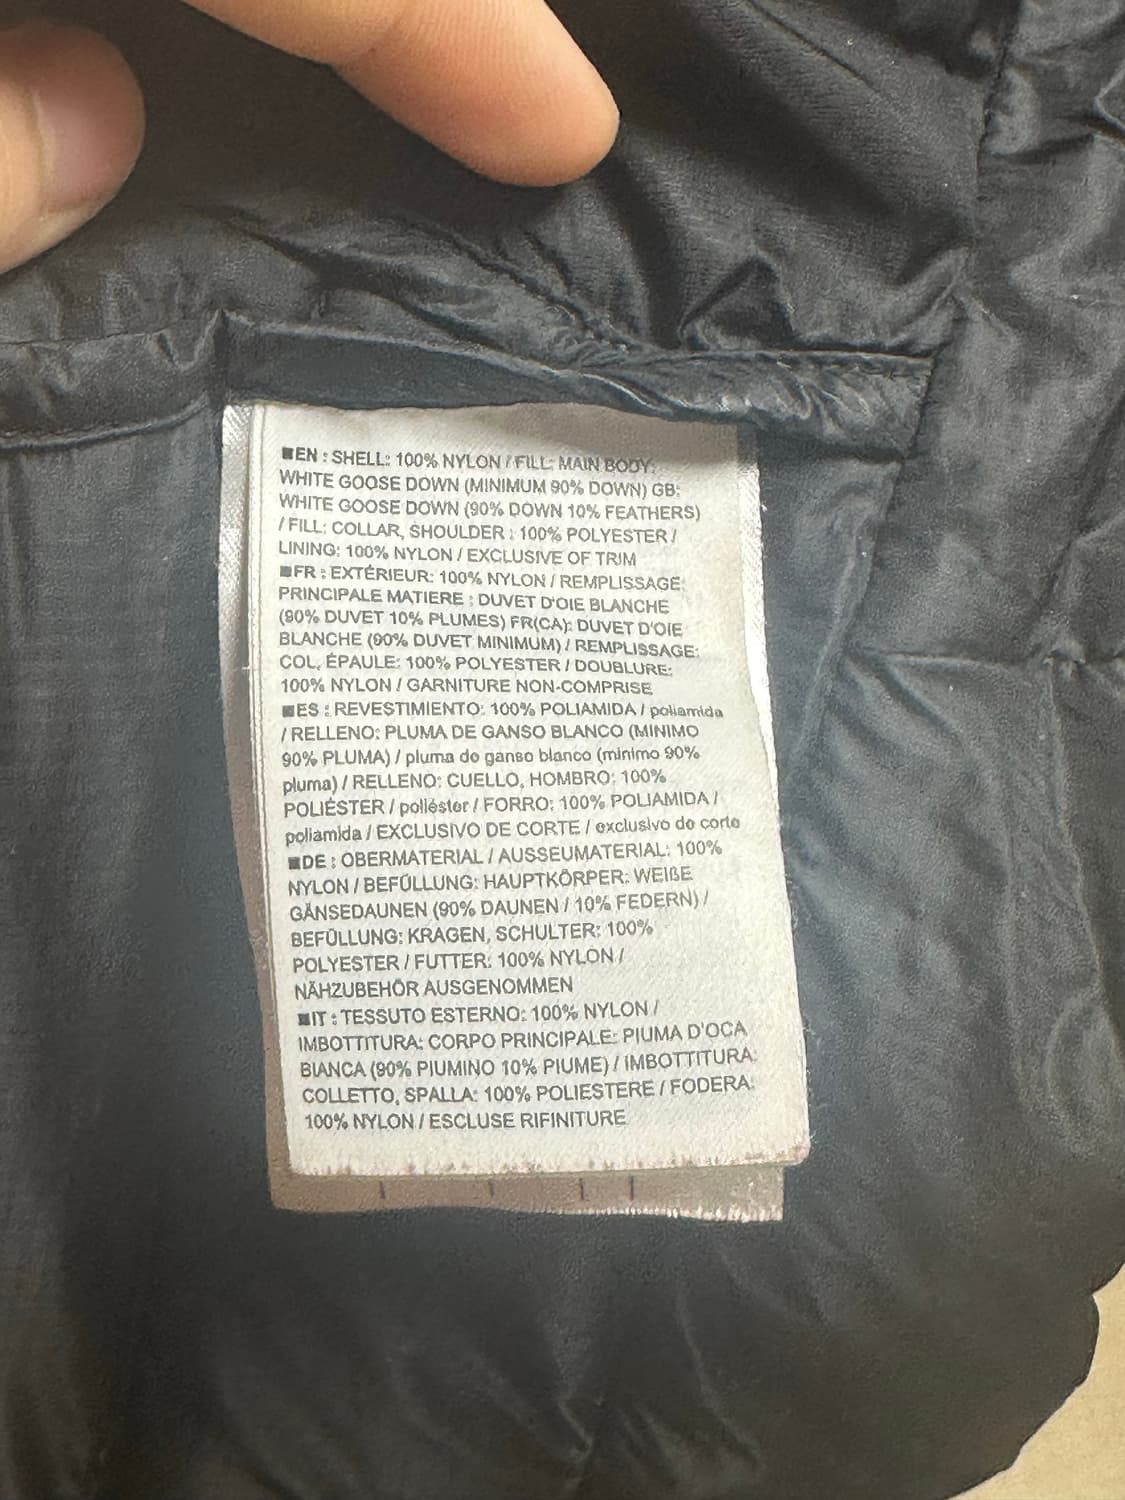 ■EN : SHELL: 100% NYLON / FILL: MAIN BODY:
WHITE GOOSE DOWN (MINIMUM 90% DOWN) GB:
WHITE GOOSE DOWN (90% DOWN 10% FEATHERS)
/ FILL: COLLAR, SHOULDER : 100% POLYESTER /
LINING: 100% NYLON / EXCLUSIVE OF TRIM
■FR : EXTÉRIEUR: 100% NYLON / REMPLISSAGE:
PRINCIPALE MATIERE : DUVET D'OIE BLANCHE
(90% DUVET 10% PLUMES) FR(CA): DUVET D'OIE
BLANCHE (90% DUVET MINIMUM) / REMPLISSAGE:
COL, ÉPAULE: 100% POLYESTER / DOUBLURE:
100% NYLON / GARNITURE NON-COMPRISE
■ES : REVESTIMIENTO: 100% POLIAMIDA / poliamida
/ RELLENO: PLUMA DE GANSO BLANCO (MINIMO
90% PLUMA) / pluma do ganso blanco (minimo 90%
pluma) / RELLENO: CUELLO, HOMBRO: 100%
POLIÉSTER / poliéster / FORRO: 100% POLIAMIDA /
poliamida / EXCLUSIVO DE CORTE / exclusivo do corte
■DE : OBERMATERIAL / AUSSEUMATERIAL: 100%
NYLON / BEFÜLLUNG: HAUPTKÖRPER: WEIßE
GÄNSEDAUNEN (90% DAUNEN / 10% FEDERN) /
BEFÜLLUNG: KRAGEN, SCHULTER: 100%
POLYESTER / FUTTER: 100% NYLON /
NÄHZUBEHÖR AUSGENOMMEN
■IT : TESSUTO ESTERNO: 100% NYLON /
IMBOTTITURA: CORPO PRINCIPALE: PIUMA D'OCA
BIANCA (90% PIUMINO 10% PIUME) / IMBOTTITURA:
COLLETTO, SPALLA: 100% POLIESTERE / FODERA:
100% NYLON / ESCLUSE RIFINITURE